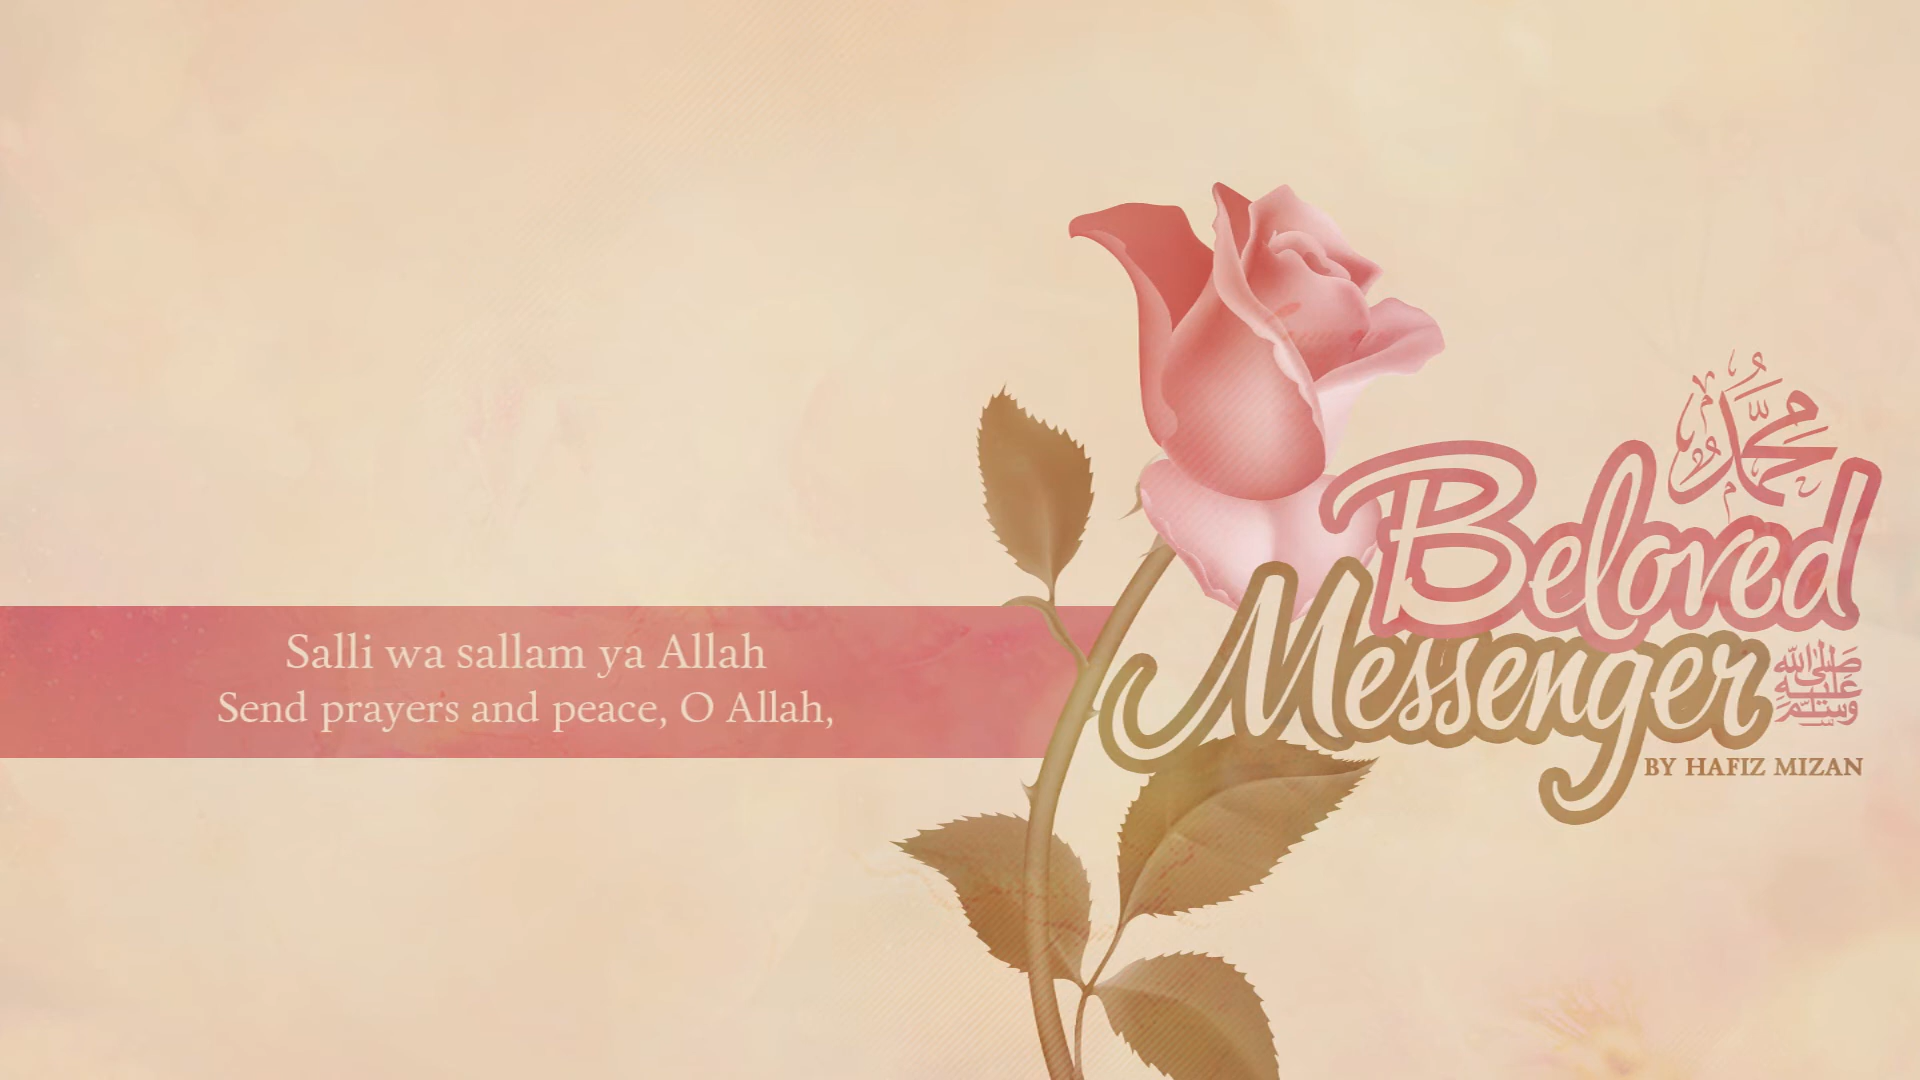 Salli wa sallam ya Allah
Send prayers and peace, O Allah,
محمد
Beloved
Messenger
صلى الله
عليه
وسلم
BY HAFIZ MIZAN